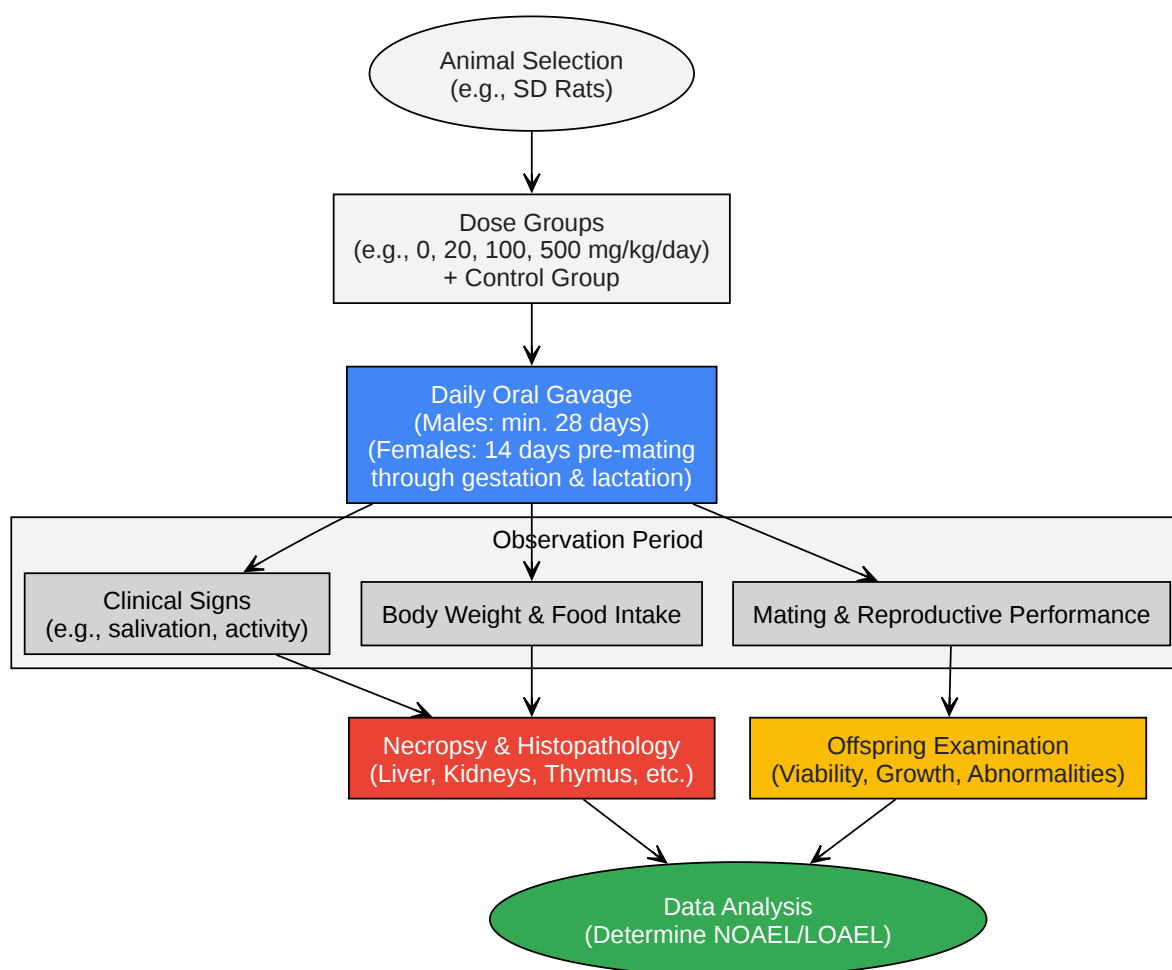 Animal Selection
(e.g., SD Rats)
Dose Groups
(e.g., 0, 20, 100, 500 mg/kg/day)
+ Control Group
Daily Oral Gavage
(Males: min. 28 days)
(Females: 14 days pre-mating
through gestation & lactation)
Observation Period
Clinical Signs
(e.g., salivation, activity)
Body Weight & Food Intake
Mating & Reproductive Performance
Necropsy & Histopathology
(Liver, Kidneys, Thymus, etc.)
Offspring Examination
(Viability, Growth, Abnormalities)
Data Analysis
(Determine NOAEL/LOAEL)